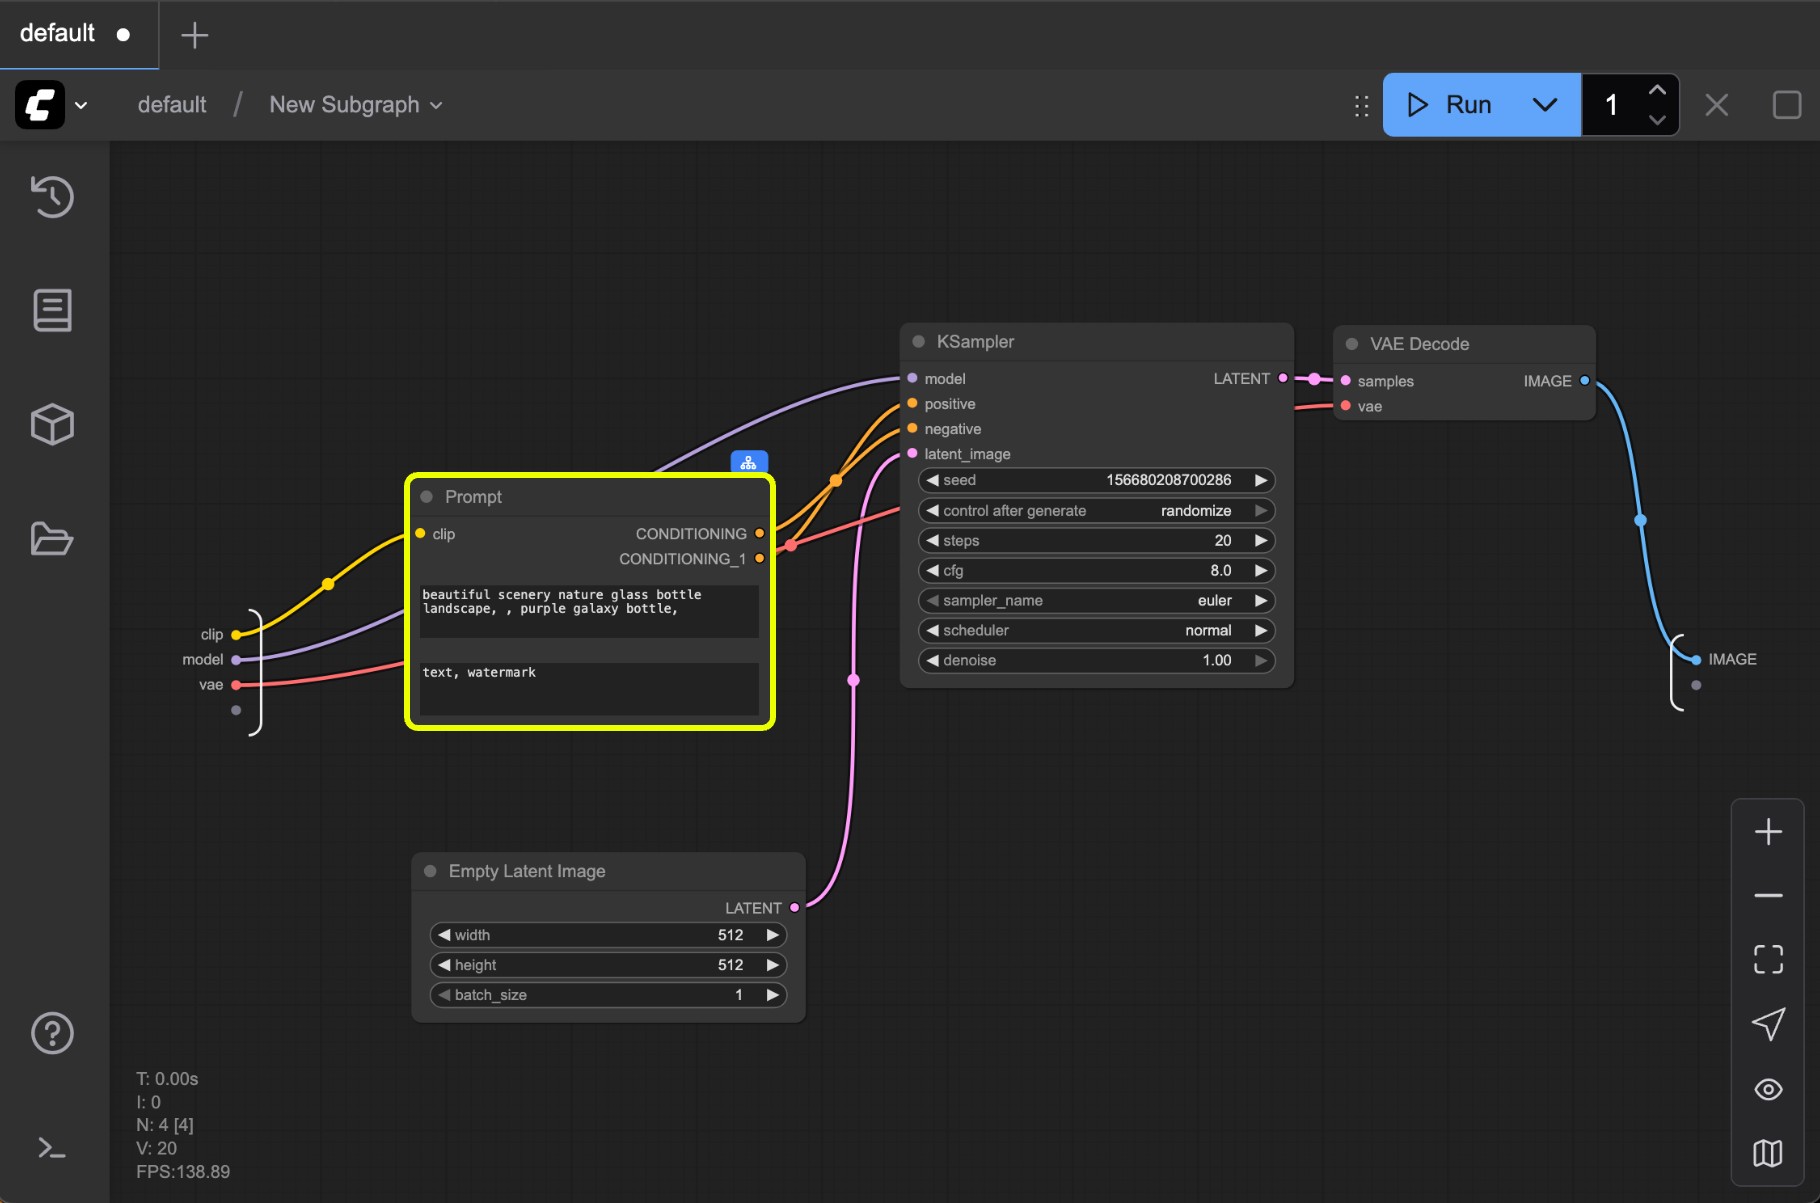 default
default / New Subgraph
Run
1
KSampler
model
LATENT
positive
negative
latent_image
seed 156680208700286
control after generate randomize
steps 20
cfg 8.0
sampler_name euler
scheduler normal
denoise 1.00
VAE Decode
samples
IMAGE
vae
Prompt
clip
CONDITIONING
CONDITIONING_1
beautiful scenery nature glass bottle
landscape, , purple galaxy bottle,
text, watermark
clip
model
vae
IMAGE
Empty Latent Image
LATENT
width 512
height 512
batch_size 1
T: 0.00s
I: 0
N: 4 [4]
V: 20
FPS:138.89